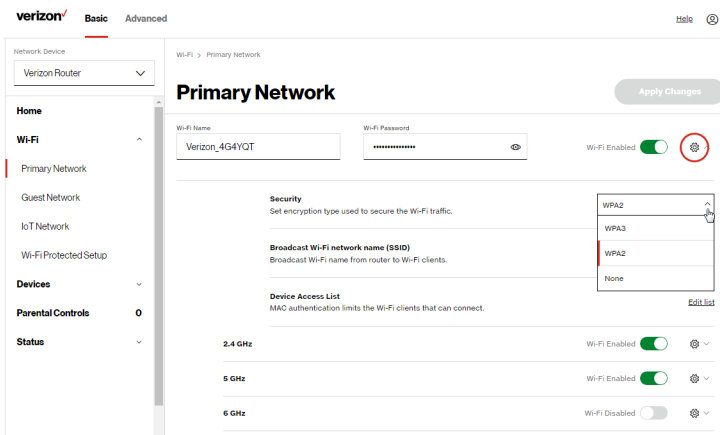 verizon
Basic
Advanced
Help
Network Device
Verizon Router
Home
Wi-Fi
Primary Network
Guest Network
IoT Network
Wi-Fi Protected Setup
Devices
Parental Controls
0
Status
Wi-Fi > Primary Network
Primary Network
Apply Changes
Wi-Fi Name
Verizon_4G4YQT
Wi-Fi Password
•••••••••••••••
Wi-Fi Enabled
Security
Set encryption type used to secure the Wi-Fi traffic.
WPA2
WPA3
WPA2
None
Broadcast Wi-Fi network name (SSID)
Broadcast Wi-Fi name from router to Wi-Fi clients.
Device Access List
MAC authentication limits the Wi-Fi clients that can connect.
Edit list
2.4 GHz
Wi-Fi Enabled
5 GHz
Wi-Fi Enabled
6 GHz
Wi-Fi Disabled